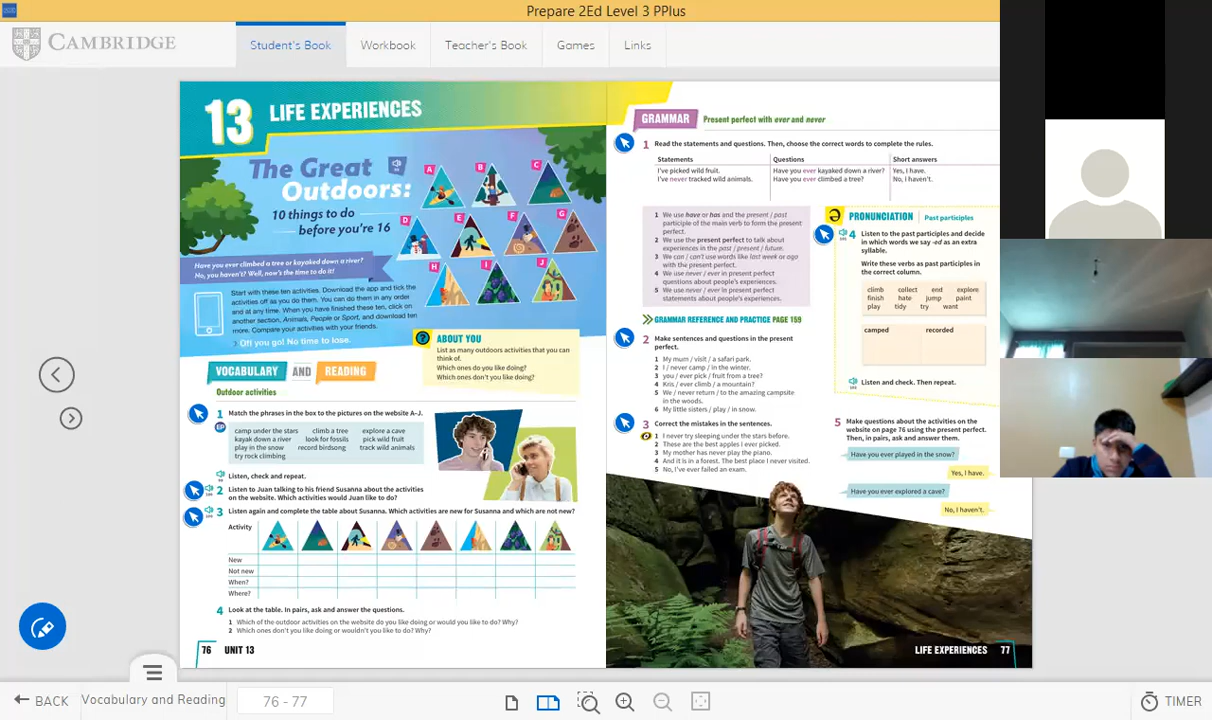 Prepare 2Ed Level 3 PPlus
CAMBRIDGE
Student's Book
Workbook
Teacher's Book
Games
Links
13 LIFE EXPERIENCES
The Great
Outdoors:
10 things to do
before you're 16
A
B
C
D
E
F
G
H
I
J
Have you ever climbed a tree or kayaked down a river?
No, you haven't? Well, now's the time to do it!
Start with these ten activities. Download the app and tick the
activities off as you do them. You can do them in any order
and at any time. When you have finished these ten, click on
another section, Animals, People or Sport, and download ten
more. Compare your activities with your friends.
Off you go! No time to lose.
? ABOUT YOU
List as many outdoors activities that you can
think of.
Which ones do you like doing?
Which ones don't you like doing?
VOCABULARY AND READING
Outdoor activities
1 Match the phrases in the box to the pictures on the website A-J.
EP
camp under the stars climb a tree explore a cave
kayak down a river look for fossils pick wild fruit
play in the snow record birdsong track wild animals
try rock climbing
Listen, check and repeat.
2 Listen to Juan talking to his friend Susanna about the activities
on the website. Which activities would Juan like to do?
3 Listen again and complete the table about Susanna. Which activities are new for Susanna and which are not new?
Activity
New
Not new
When?
Where?
4 Look at the table. In pairs, ask and answer the questions.
1 Which of the outdoor activities on the website do you like doing or would you like to do? Why?
2 Which ones don't you like doing or wouldn't you like to do? Why?
76 UNIT 13
GRAMMAR Present perfect with ever and never
1 Read the statements and questions. Then, choose the correct words to complete the rules.
Statements Questions Short answers
I've picked wild fruit. Have you ever kayaked down a river? Yes, I have.
I've never tracked wild animals. Have you ever climbed a tree? No, I haven't.
1 We use have or has and the present / past
participle of the main verb to form the present
perfect.
2 We use the present perfect to talk about
experiences in the past / present / future.
3 We can / can't use words like last week or ago
with the present perfect.
4 We use never / ever in present perfect
questions about people's experiences.
5 We use never / ever in present perfect
statements about people's experiences.
GRAMMAR REFERENCE AND PRACTICE PAGE 159
2 Make sentences and questions in the present
perfect.
1 My mum / visit / a safari park.
2 I / never camp / in the winter.
3 you / ever pick / fruit from a tree?
4 Kris / ever climb / a mountain?
5 We / never return / to the amazing campsite
in the woods.
6 My little sisters / play / in snow.
3 Correct the mistakes in the sentences.
1 I never try sleeping under the stars before.
2 These are the best apples I ever picked.
3 My mother has never play the piano.
4 And it is in a forest. The best place I never visited.
5 No, I've ever failed an exam.
PRONUNCIATION Past participles
4 Listen to the past participles and decide
in which words we say -ed as an extra
syllable.
Write these verbs as past participles in
the correct column.
climb collect end explore
finish hate jump paint
play tidy try want
camped recorded
Listen and check. Then repeat.
5 Make questions about the activities on the
website on page 76 using the present perfect.
Then, in pairs, ask and answer them.
Have you ever played in the snow?
Yes, I have.
Have you ever explored a cave?
No, I haven't.
LIFE EXPERIENCES 77
BACK
Vocabulary and Reading
76 - 77
TIMER